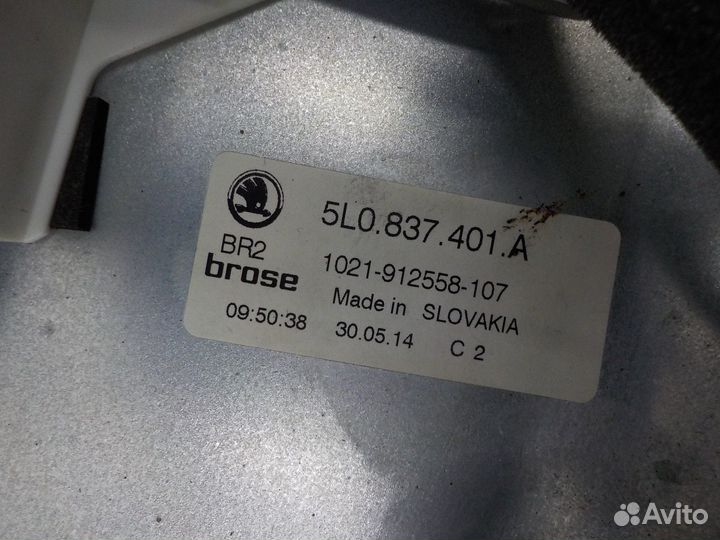 5L0.837.401.A
BR2
brose
1021-912558-107
Made in SLOVAKIA
09:50:38 30.05.14 C 2
Avito